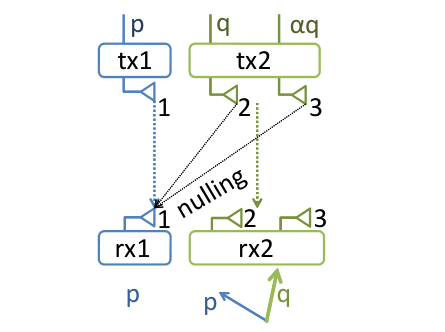 p q αq
tx1 tx2
1 2 3
nulling
1 2 3
rx1 rx2
p p q